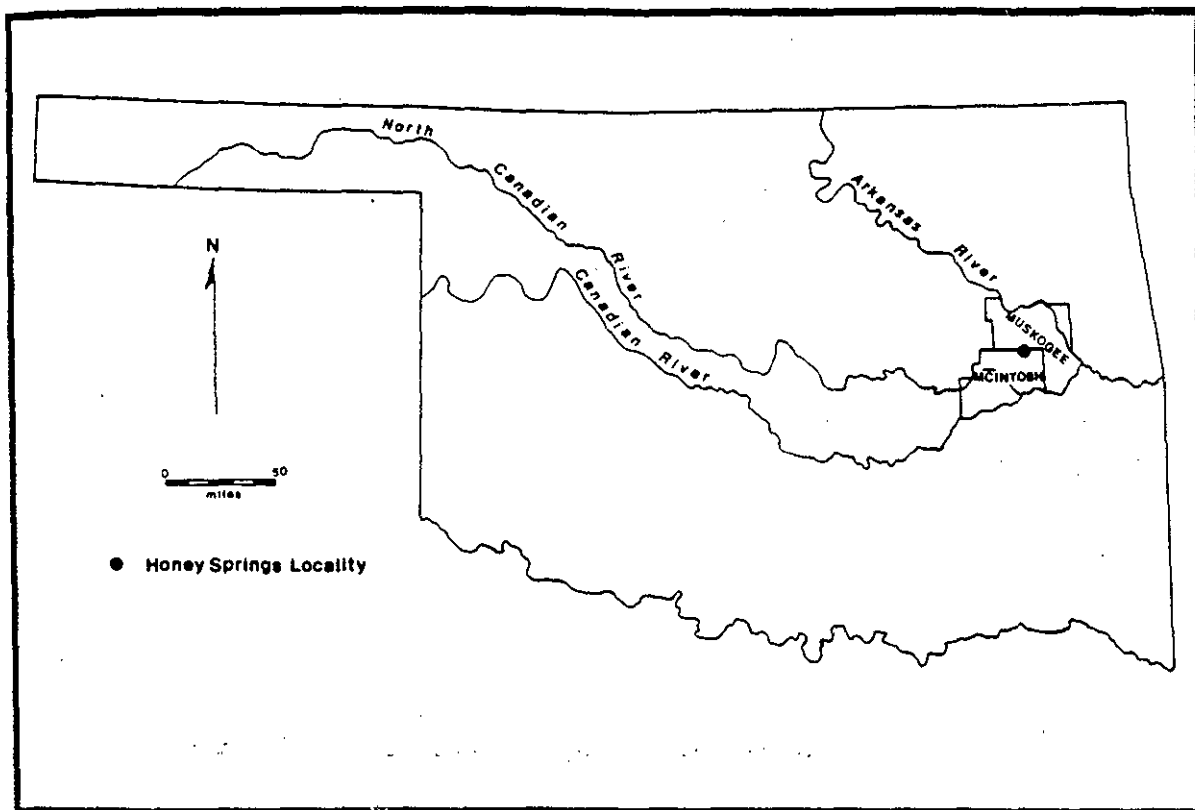 North
Canadian
River
Arkansas
River
N
Canadian
River
MUSKOGEE
MCINTOSH
0 50
miles
Honey Springs Locality